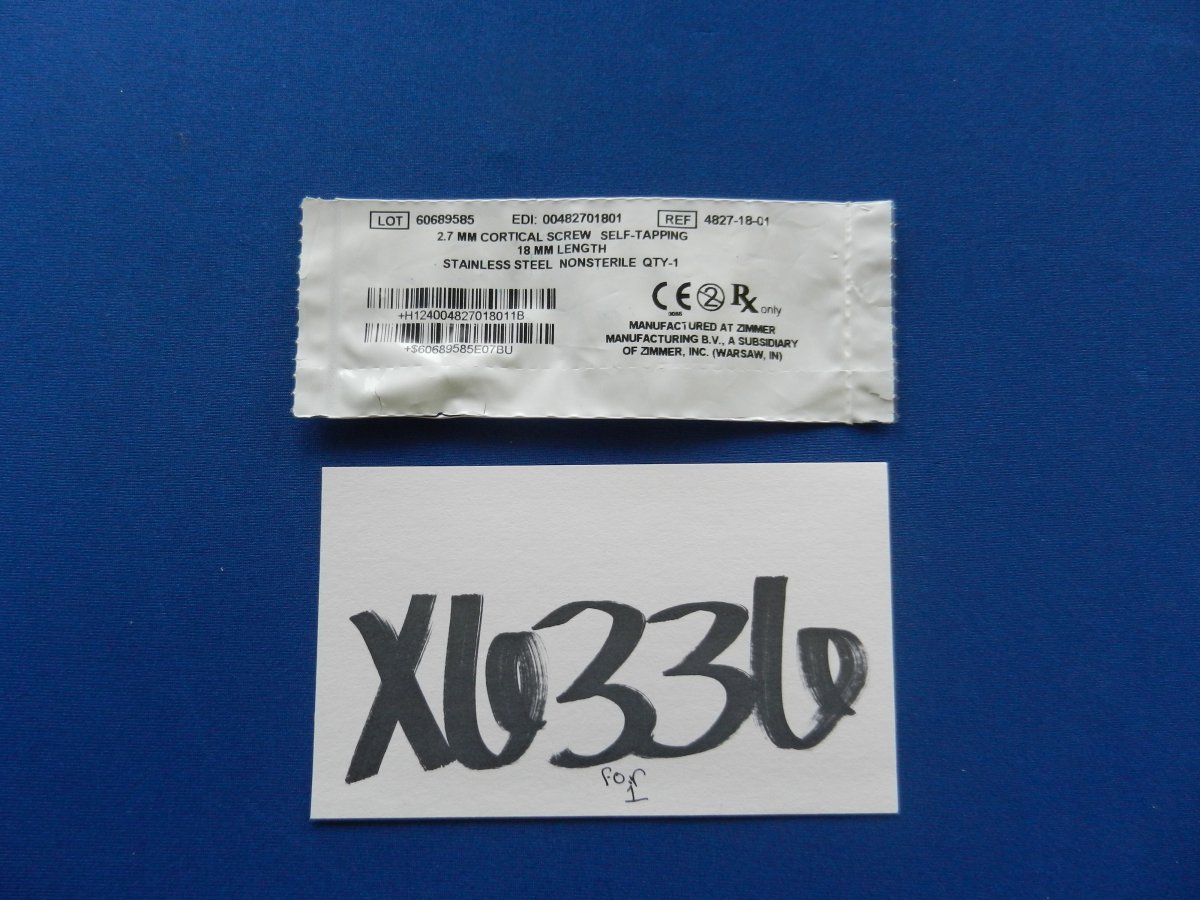 LOT 60689585 EDI: 00482701801 REF 4827-18-01
2.7 MM CORTICAL SCREW SELF-TAPPING
18 MM LENGTH
STAINLESS STEEL NONSTERILE QTY-1
+H124004827018011B
+$60689585E07BU
CE 2 Rx only
0086
MANUFACTURED AT ZIMMER
MANUFACTURING B.V., A SUBSIDIARY
OF ZIMMER, INC. (WARSAW, IN)
X6336
for
1